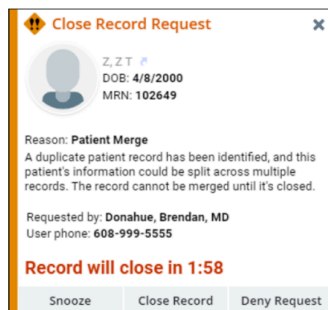 Close Record Request
Z, Z T
DOB: 4/8/2000
MRN: 102649
Reason: Patient Merge
A duplicate patient record has been identified, and this
patient's information could be split across multiple
records. The record cannot be merged until it's closed.
Requested by: Donahue, Brendan, MD
User phone: 608-999-5555
Record will close in 1:58
Snooze Close Record Deny Request